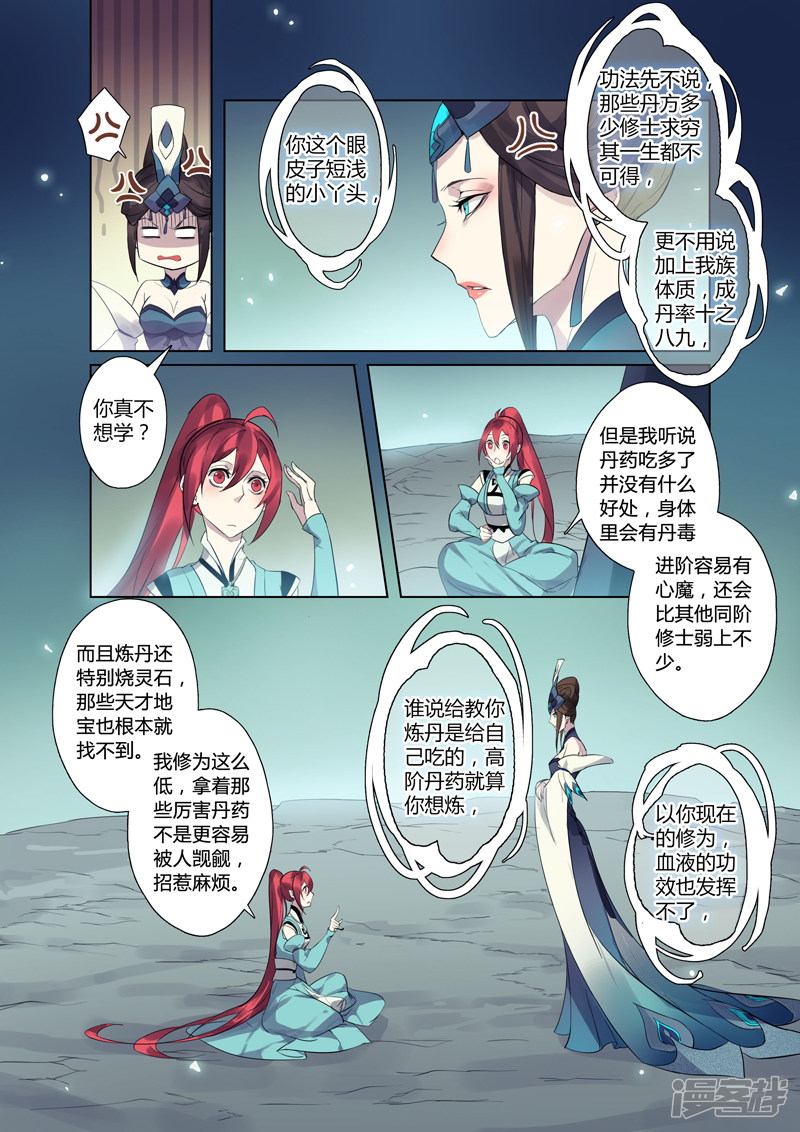 你这个眼
皮子短浅
的小丫头，
功法先不说，
那些丹方多
少修士求穷
其一生都不
可得，
更不用说
加上我族
体质，成
丹率十之
八九，
你真不
想学？
但是我听说
丹药吃多了
并没有什么
好处，身体
里会有丹毒
进阶容易有
心魔，还会
比其他同阶
修士弱上不
少。
而且炼丹还
特别烧灵石，
那些天才地
宝也根本就
找不到。
我修为这么
低，拿着那
些厉害丹药
不是更容易
被人觊觎，
招惹麻烦。
谁说给教你
炼丹是给自
己吃的，高
阶丹药就算
你想炼，
以你现在
的修为，
血液的功
效也发挥
不了，
漫客栈